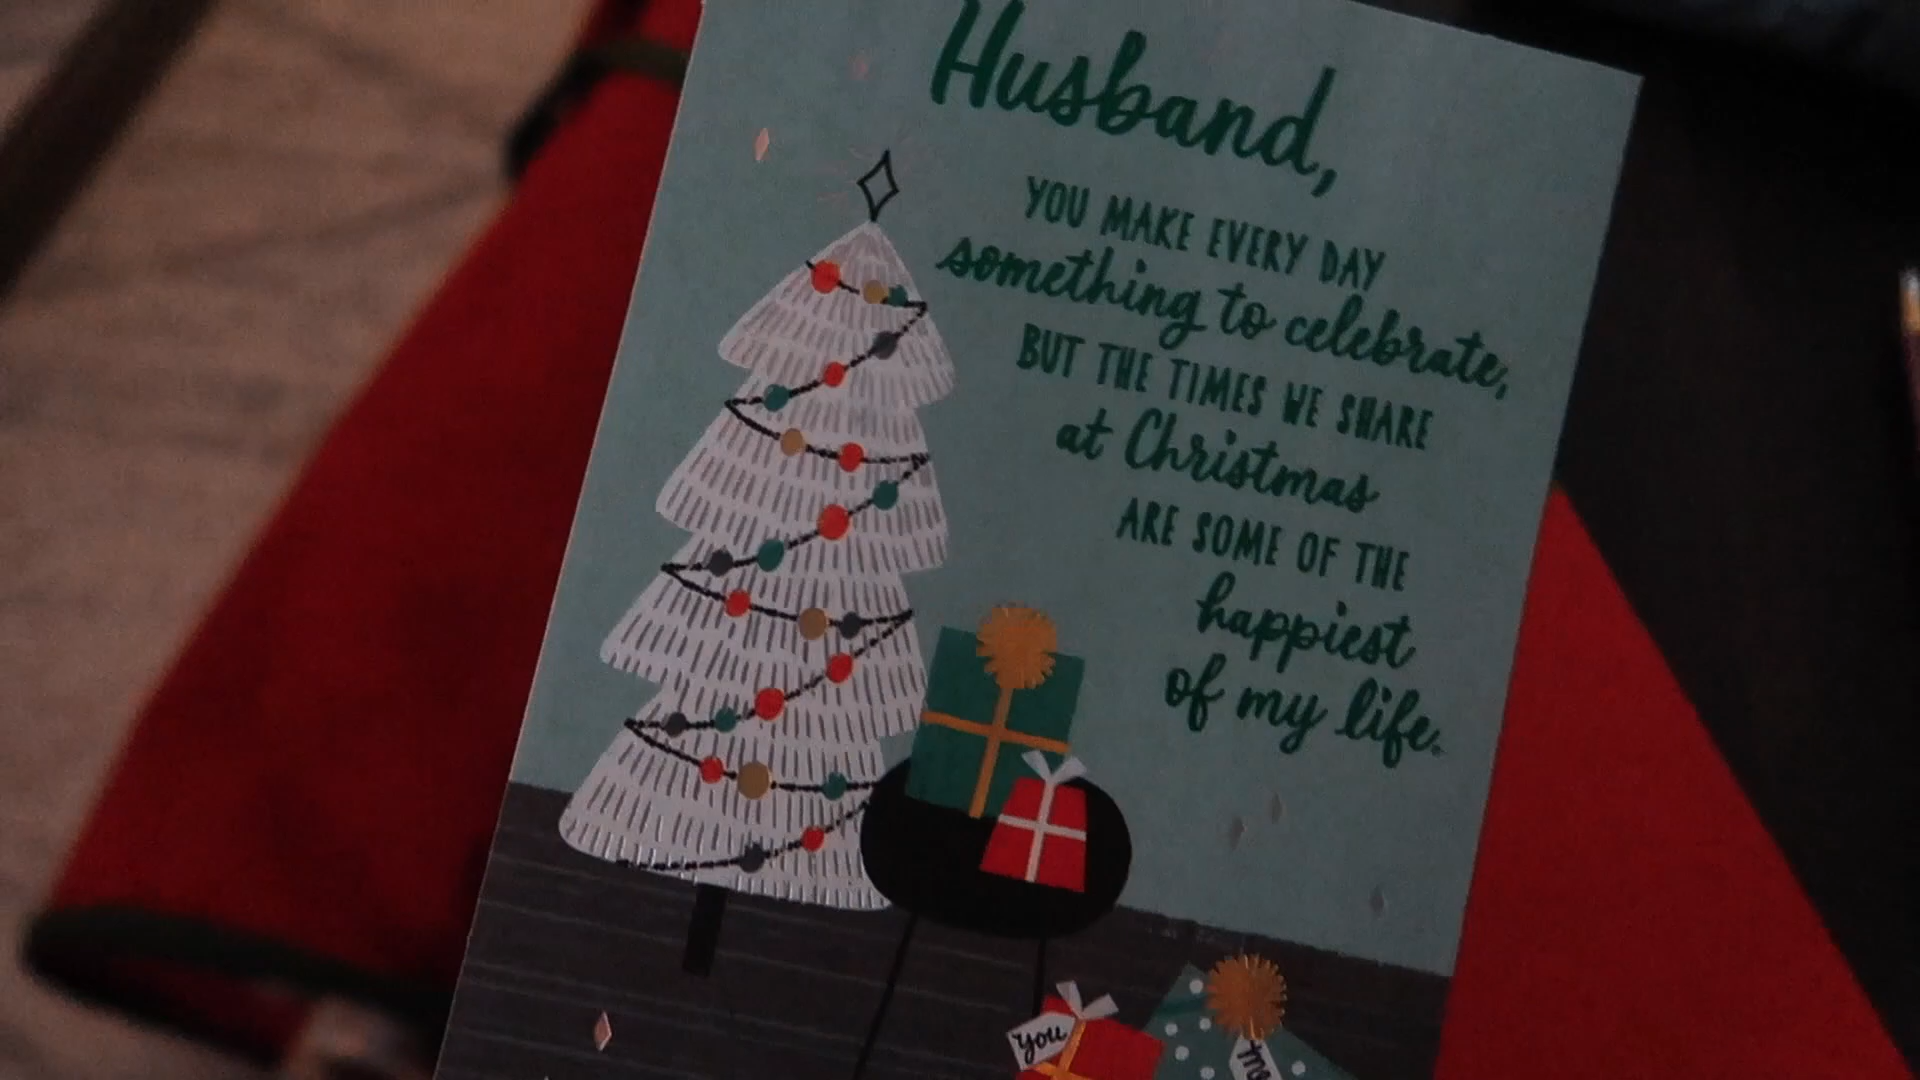 Husband,
YOU MAKE EVERY DAY
something to celebrate,
BUT THE TIMES WE SHARE
at Christmas
ARE SOME OF THE
happiest
of my life.
you
me